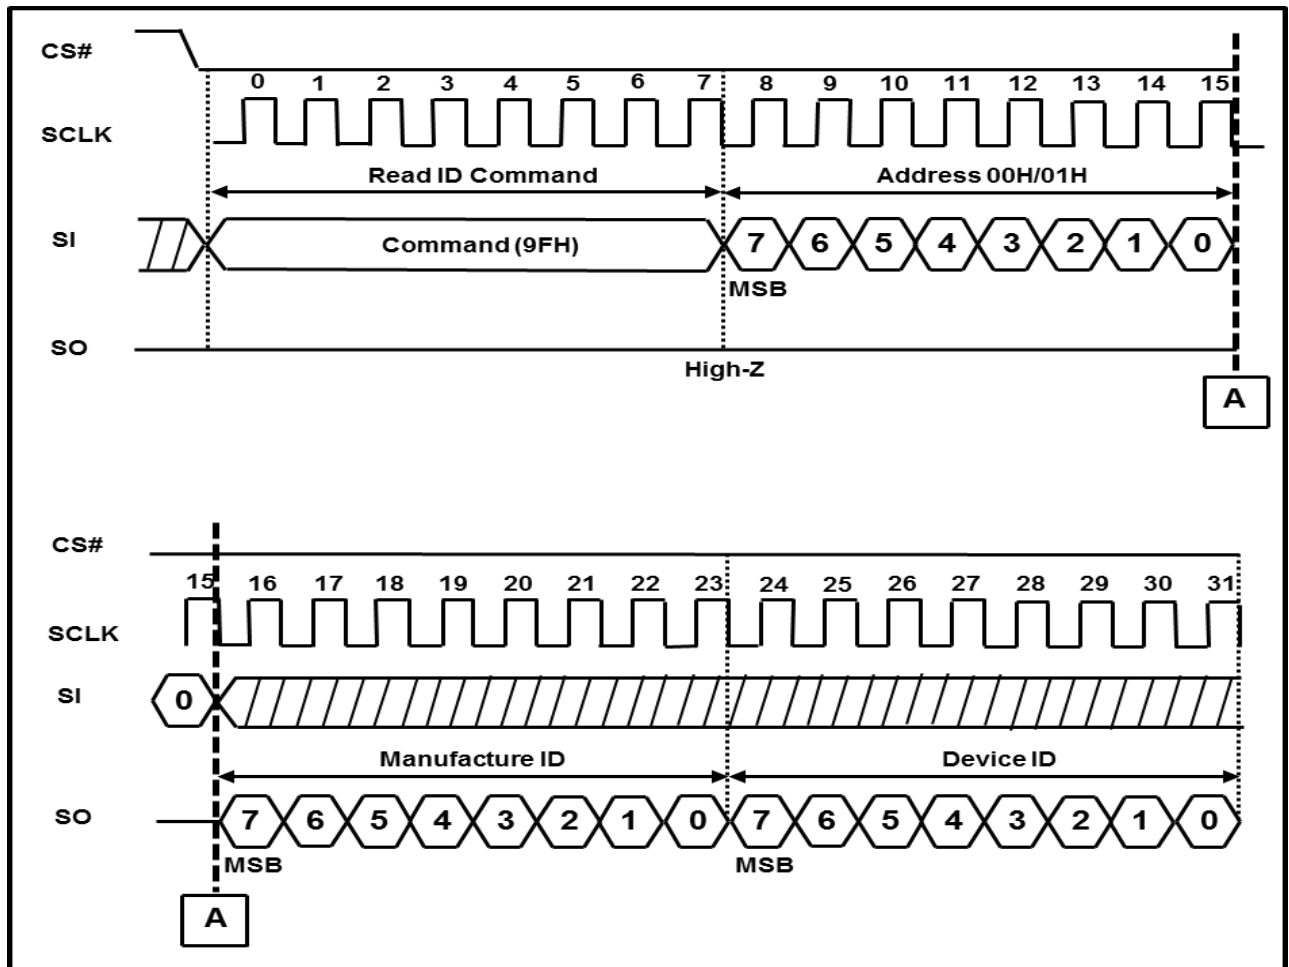 CS#
0 1 2 3 4 5 6 7 8 9 10 11 12 13 14 15
SCLK
Read ID Command Address 00H/01H
SI Command (9FH) 7 6 5 4 3 2 1 0
MSB
SO
High-Z
A
CS#
15 16 17 18 19 20 21 22 23 24 25 26 27 28 29 30 31
SCLK
SI 0
Manufacture ID Device ID
SO 7 6 5 4 3 2 1 0 7 6 5 4 3 2 1 0
MSB MSB
A